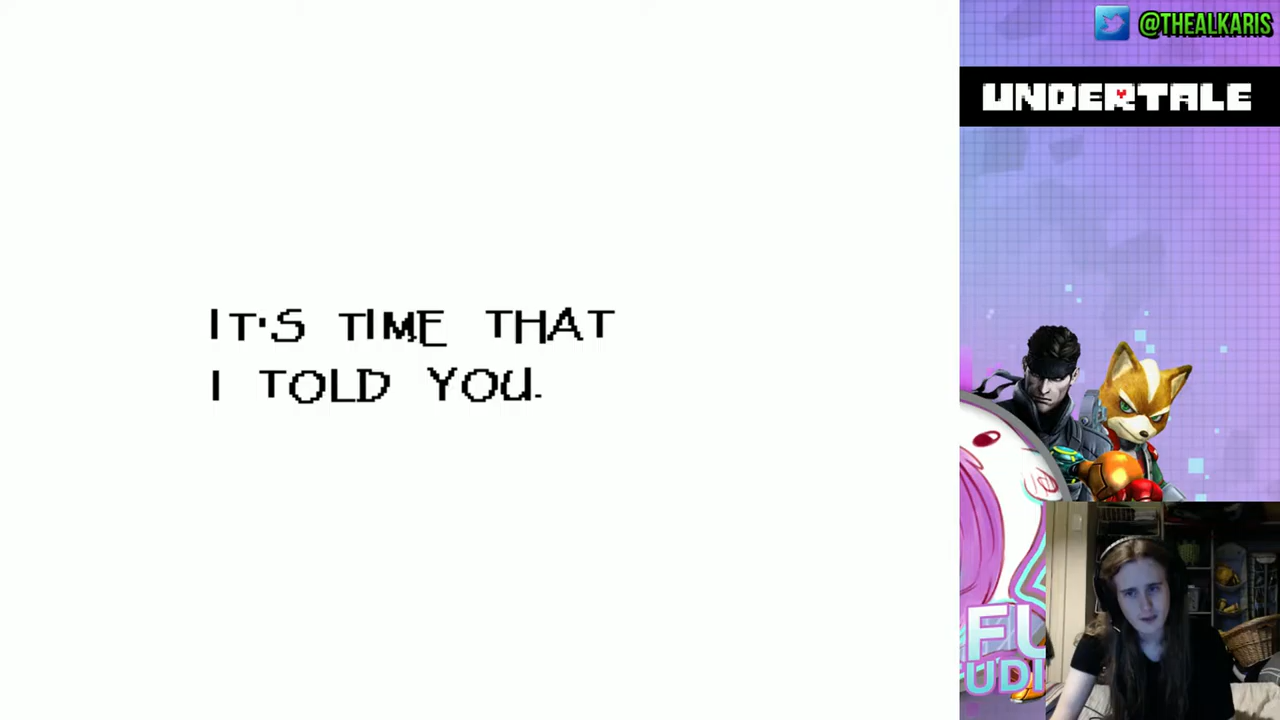 @THEALKARIS
UNDERTALE
IT'S TIME THAT
I TOLD YOU.